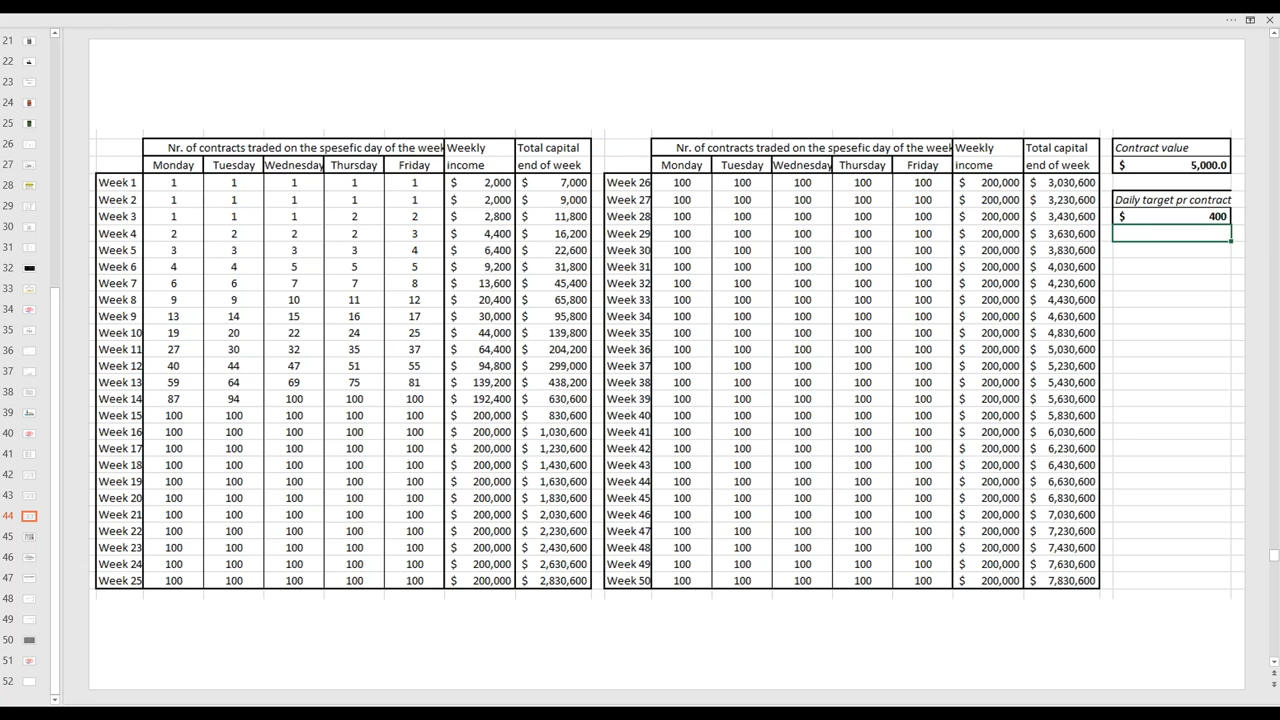 21
22
23
24
25
26
27
28
29
30
31
32
33
34
35
36
37
38
39
40
41
42
43
44
45
46
47
48
49
50
51
52
Nr. of contracts traded on the spesefic day of the week Weekly Total capital
Monday Tuesday Wednesday Thursday Friday income end of week
Week 1 1 1 1 1 1 $ 2,000 $ 7,000
Week 2 1 1 1 1 1 $ 2,000 $ 9,000
Week 3 1 1 1 2 2 $ 2,800 $ 11,800
Week 4 2 2 2 2 3 $ 4,400 $ 16,200
Week 5 3 3 3 3 4 $ 6,400 $ 22,600
Week 6 4 4 5 5 5 $ 9,200 $ 31,800
Week 7 6 6 7 7 8 $ 13,600 $ 45,400
Week 8 9 9 10 11 12 $ 20,400 $ 65,800
Week 9 13 14 15 16 17 $ 30,000 $ 95,800
Week 10 19 20 22 24 25 $ 44,000 $ 139,800
Week 11 27 30 32 35 37 $ 64,400 $ 204,200
Week 12 40 44 47 51 55 $ 94,800 $ 299,000
Week 13 59 64 69 75 81 $ 139,200 $ 438,200
Week 14 87 94 100 100 100 $ 192,400 $ 630,600
Week 15 100 100 100 100 100 $ 200,000 $ 830,600
Week 16 100 100 100 100 100 $ 200,000 $ 1,030,600
Week 17 100 100 100 100 100 $ 200,000 $ 1,230,600
Week 18 100 100 100 100 100 $ 200,000 $ 1,430,600
Week 19 100 100 100 100 100 $ 200,000 $ 1,630,600
Week 20 100 100 100 100 100 $ 200,000 $ 1,830,600
Week 21 100 100 100 100 100 $ 200,000 $ 2,030,600
Week 22 100 100 100 100 100 $ 200,000 $ 2,230,600
Week 23 100 100 100 100 100 $ 200,000 $ 2,430,600
Week 24 100 100 100 100 100 $ 200,000 $ 2,630,600
Week 25 100 100 100 100 100 $ 200,000 $ 2,830,600
Nr. of contracts traded on the spesefic day of the week Weekly Total capital
Monday Tuesday Wednesday Thursday Friday income end of week
Week 26 100 100 100 100 100 $ 200,000 $ 3,030,600
Week 27 100 100 100 100 100 $ 200,000 $ 3,230,600
Week 28 100 100 100 100 100 $ 200,000 $ 3,430,600
Week 29 100 100 100 100 100 $ 200,000 $ 3,630,600
Week 30 100 100 100 100 100 $ 200,000 $ 3,830,600
Week 31 100 100 100 100 100 $ 200,000 $ 4,030,600
Week 32 100 100 100 100 100 $ 200,000 $ 4,230,600
Week 33 100 100 100 100 100 $ 200,000 $ 4,430,600
Week 34 100 100 100 100 100 $ 200,000 $ 4,630,600
Week 35 100 100 100 100 100 $ 200,000 $ 4,830,600
Week 36 100 100 100 100 100 $ 200,000 $ 5,030,600
Week 37 100 100 100 100 100 $ 200,000 $ 5,230,600
Week 38 100 100 100 100 100 $ 200,000 $ 5,430,600
Week 39 100 100 100 100 100 $ 200,000 $ 5,630,600
Week 40 100 100 100 100 100 $ 200,000 $ 5,830,600
Week 41 100 100 100 100 100 $ 200,000 $ 6,030,600
Week 42 100 100 100 100 100 $ 200,000 $ 6,230,600
Week 43 100 100 100 100 100 $ 200,000 $ 6,430,600
Week 44 100 100 100 100 100 $ 200,000 $ 6,630,600
Week 45 100 100 100 100 100 $ 200,000 $ 6,830,600
Week 46 100 100 100 100 100 $ 200,000 $ 7,030,600
Week 47 100 100 100 100 100 $ 200,000 $ 7,230,600
Week 48 100 100 100 100 100 $ 200,000 $ 7,430,600
Week 49 100 100 100 100 100 $ 200,000 $ 7,630,600
Week 50 100 100 100 100 100 $ 200,000 $ 7,830,600
Contract value
$ 5,000.0
Daily target pr contract
$ 400